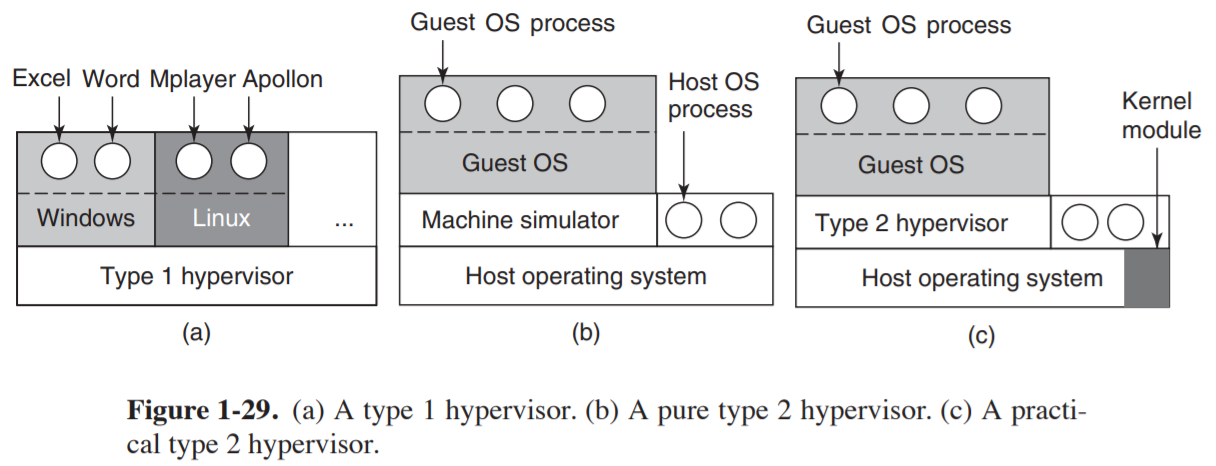 Guest OS process
Guest OS process
Excel Word Mplayer Apollon
Host OS
process
Kernel
module
Guest OS
Guest OS
Windows
Linux
...
Machine simulator
Type 2 hypervisor
Type 1 hypervisor
Host operating system
Host operating system
(a)
(b)
(c)
Figure 1-29. (a) A type 1 hypervisor. (b) A pure type 2 hypervisor. (c) A practi-
cal type 2 hypervisor.